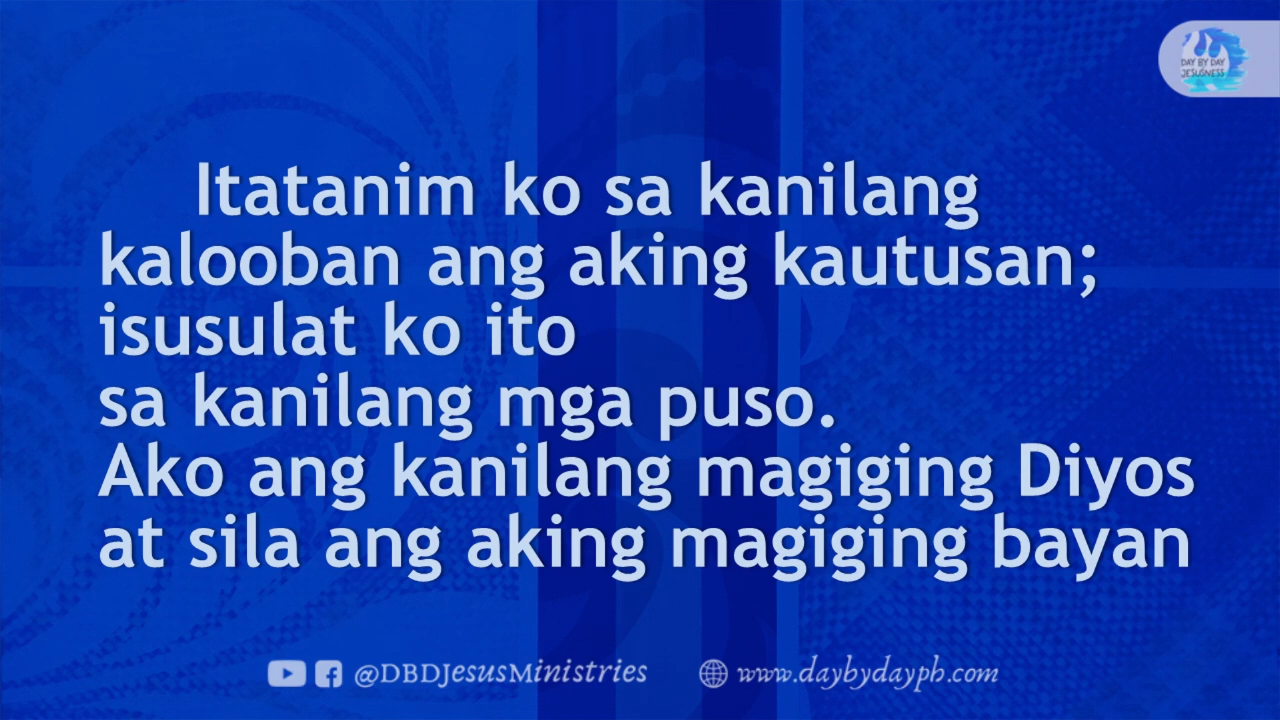 DAY BY DAY
JESUSNESS
Itatanim ko sa kanilang
kalooban ang aking kautusan;
isusulat ko ito
sa kanilang mga puso.
Ako ang kanilang magiging Diyos
at sila ang aking magiging bayan
@DBDJesusMinistries www.daybydayph.com